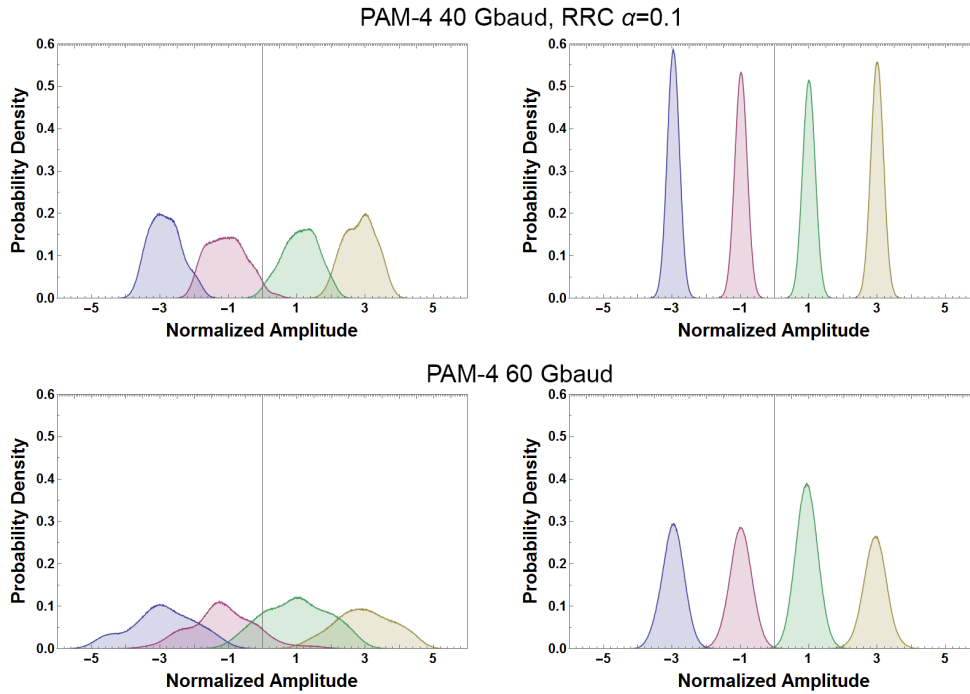 PAM-4 40 Gbaud, RRC α=0.1
Probability Density
0.6
0.5
0.4
0.3
0.2
0.1
0.0
−5 −3 −1 1 3 5
Normalized Amplitude
Probability Density
0.6
0.5
0.4
0.3
0.2
0.1
0.0
−5 −3 −1 1 3 5
Normalized Amplitude
PAM-4 60 Gbaud
Probability Density
0.6
0.5
0.4
0.3
0.2
0.1
0.0
−5 −3 −1 1 3 5
Normalized Amplitude
Probability Density
0.6
0.5
0.4
0.3
0.2
0.1
0.0
−5 −3 −1 1 3 5
Normalized Amplitude